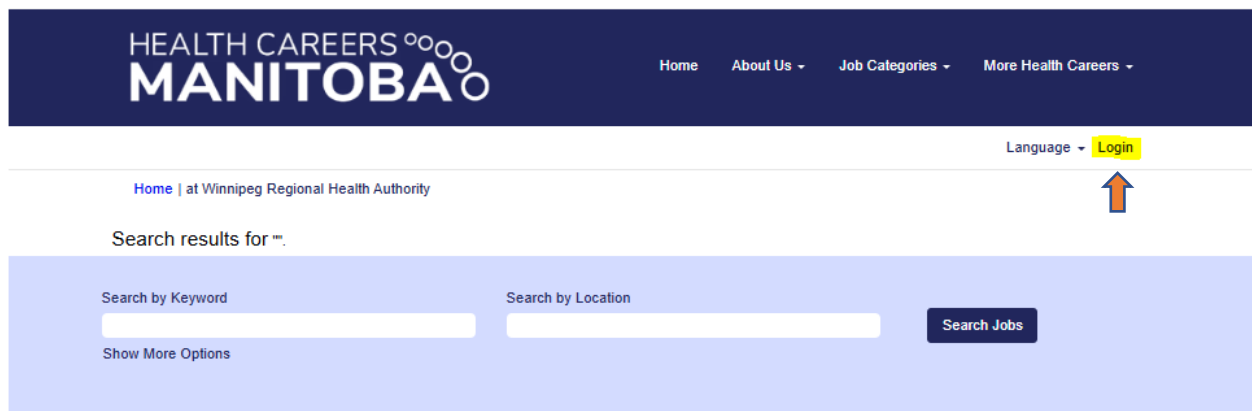 HEALTH CAREERS
MANITOBA
Home About Us Job Categories More Health Careers
Language Login
Home | at Winnipeg Regional Health Authority
Search results for "".
Search by Keyword Search by Location
Search Jobs
Show More Options